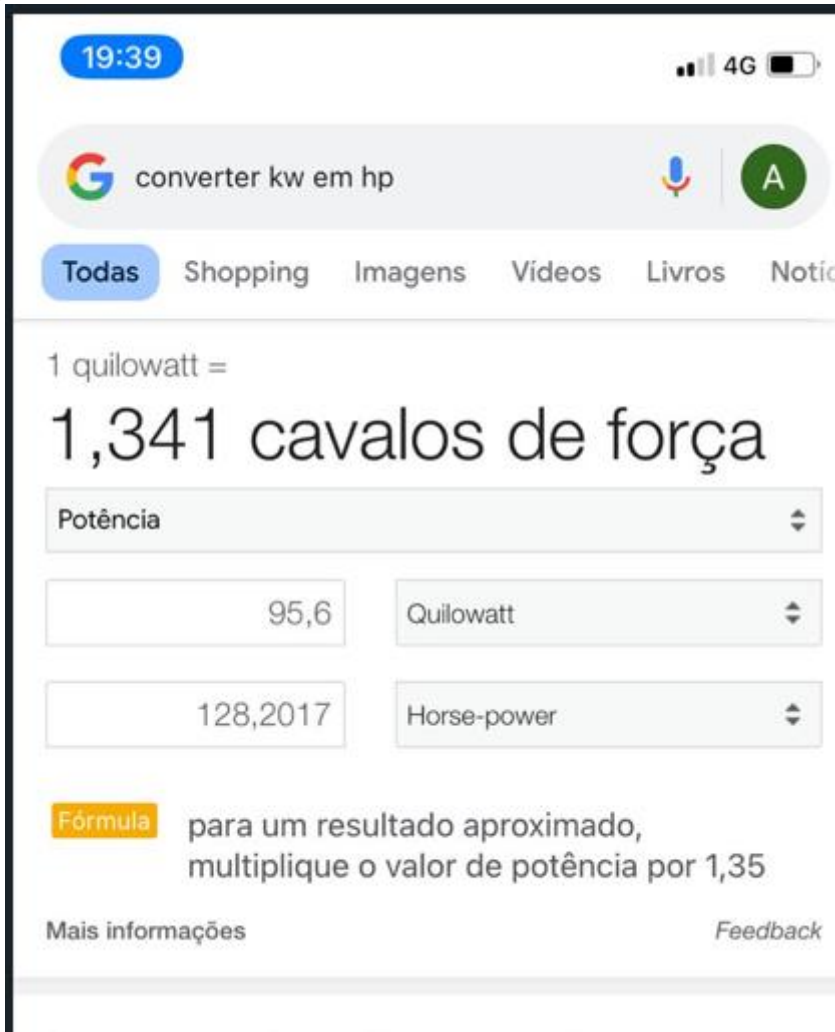 19:39
4G
converter kw em hp
A
Todas Shopping Imagens Vídeos Livros Notíc
1 quilowatt =
1,341 cavalos de força
Potência
95,6 Quilowatt
128,2017 Horse-power
Fórmula para um resultado aproximado,
multiplique o valor de potência por 1,35
Mais informações Feedback